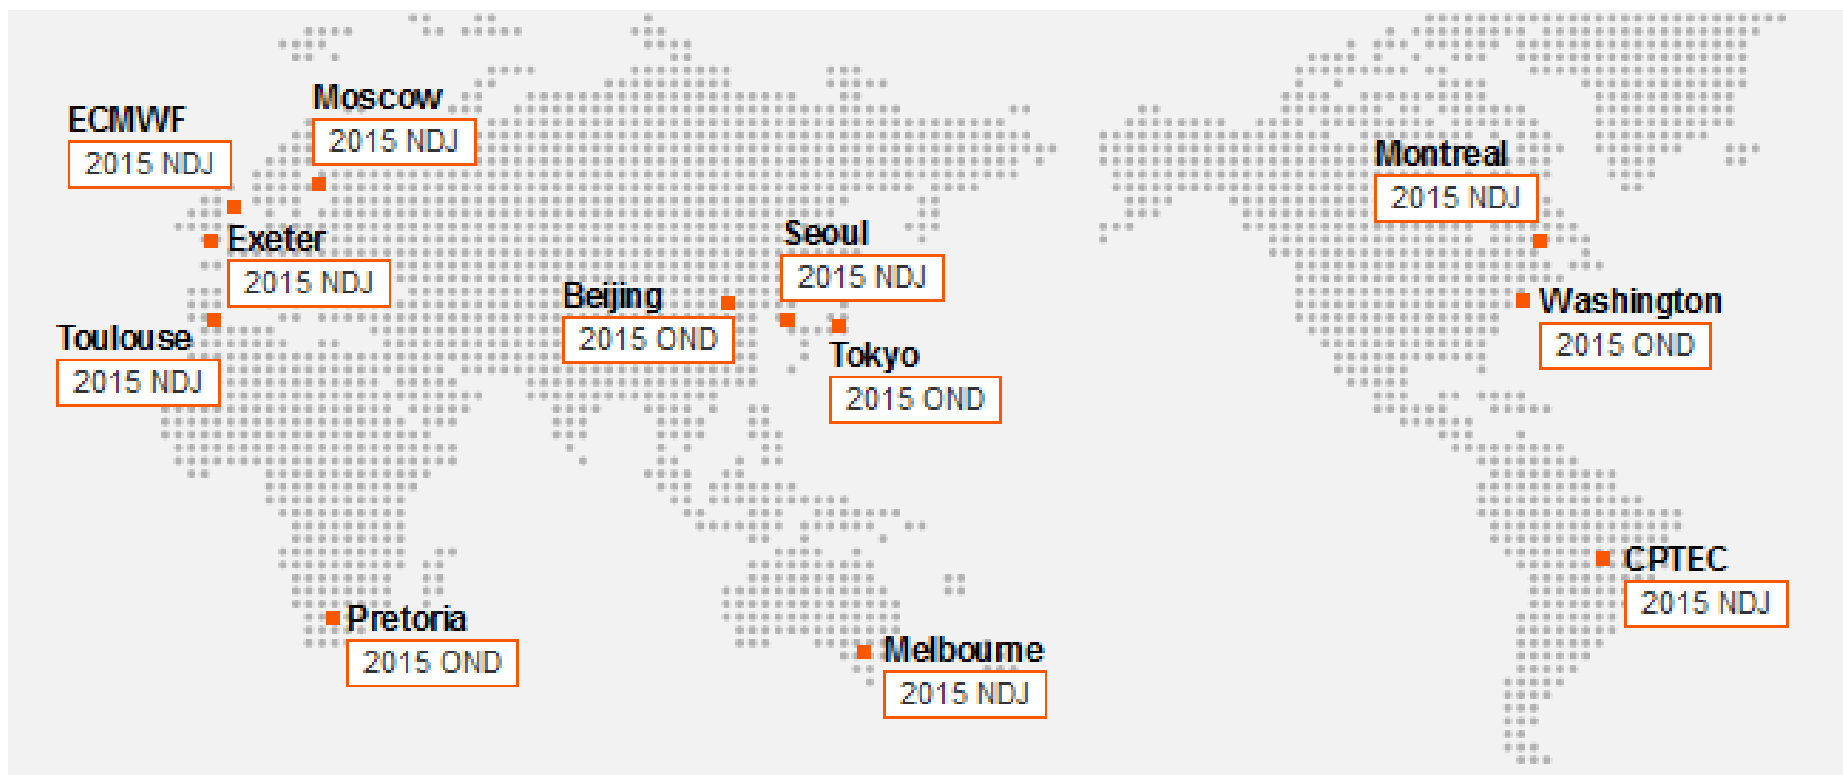 Moscow
2015 NDJ
ECMWF
2015 NDJ
Montreal
2015 NDJ
Exeter
2015 NDJ
Seoul
2015 NDJ
Beijing
2015 OND
Washington
2015 OND
Toulouse
2015 NDJ
Tokyo
2015 OND
CPTEC
2015 NDJ
Pretoria
2015 OND
Melbourne
2015 NDJ